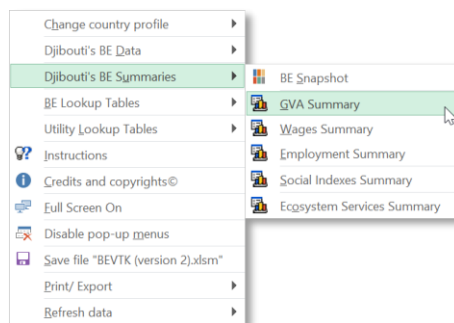 Change country profile
Djibouti's BE Data
Djibouti's BE Summaries
BE Lookup Tables
Utility Lookup Tables
Instructions
Credits and copyrights©
Full Screen On
Disable pop-up menus
Save file "BEVTK (version 2).xlsm"
Print/ Export
Refresh data
BE Snapshot
GVA Summary
Wages Summary
Employment Summary
Social Indexes Summary
Ecosystem Services Summary